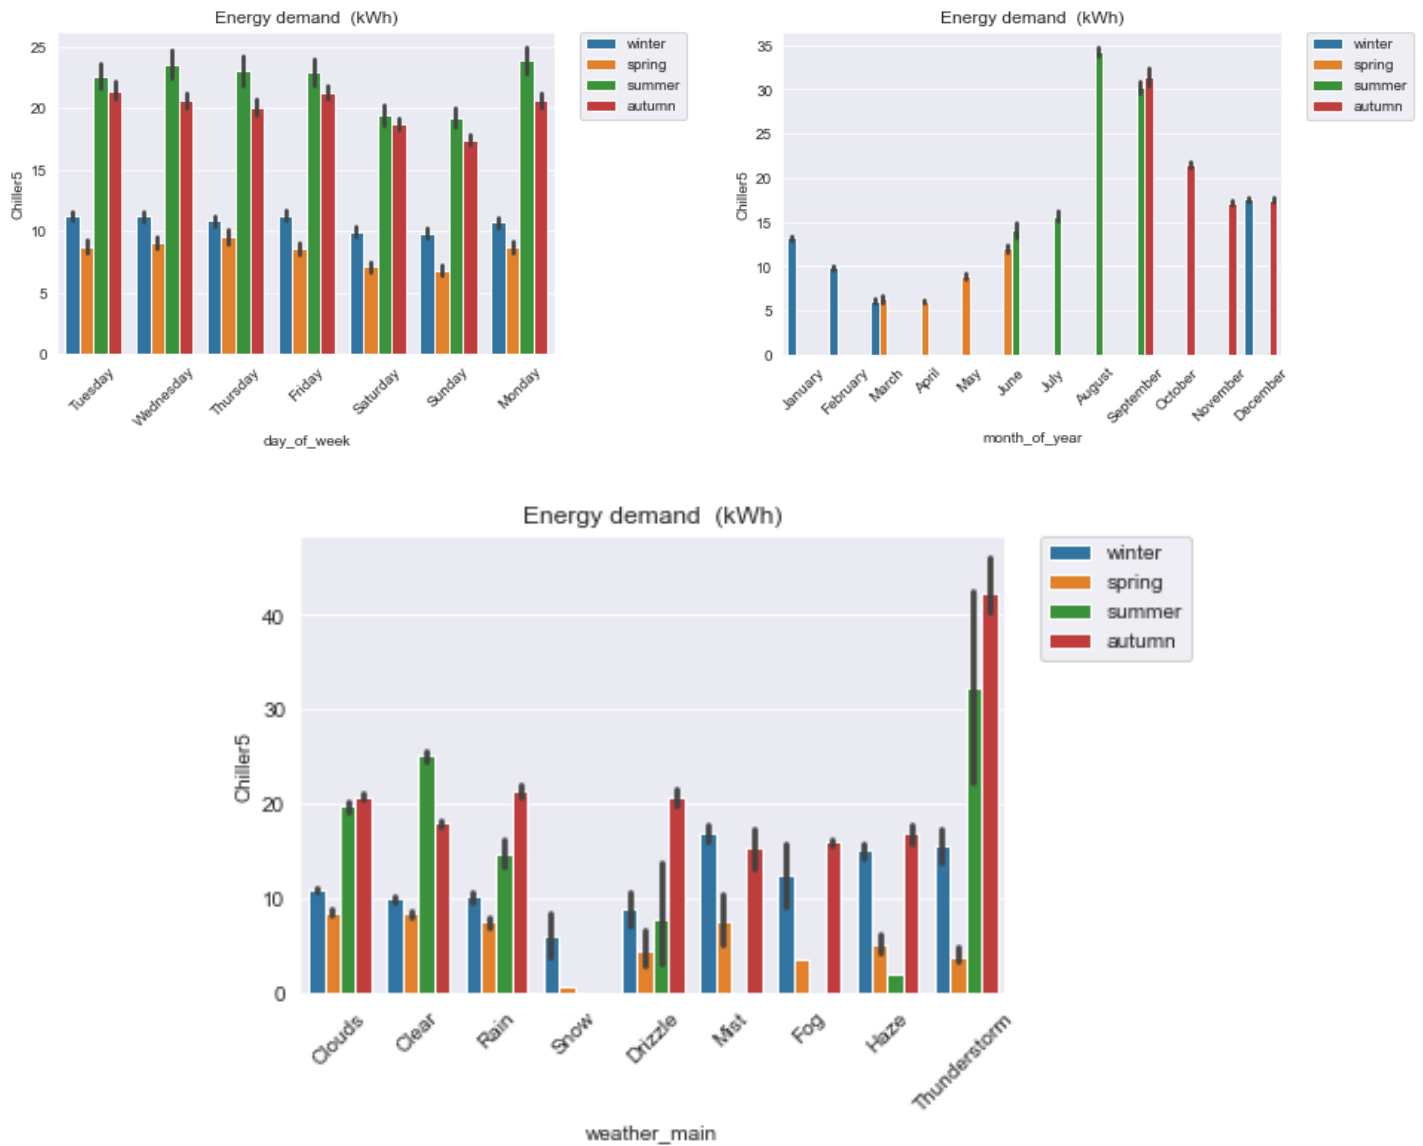 Energy demand (kWh)
25
20
15
10
5
0
Chiller5
Tuesday
Wednesday
Thursday
Friday
Saturday
Sunday
Monday
day_of_week
winter
spring
summer
autumn
Energy demand (kWh)
35
30
25
20
15
10
5
0
Chiller5
January
February
March
April
May
June
July
August
September
October
November
December
month_of_year
winter
spring
summer
autumn
Energy demand (kWh)
40
30
20
10
0
Chiller5
Clouds
Clear
Rain
Snow
Drizzle
Mist
Fog
Haze
Thunderstorm
weather_main
winter
spring
summer
autumn